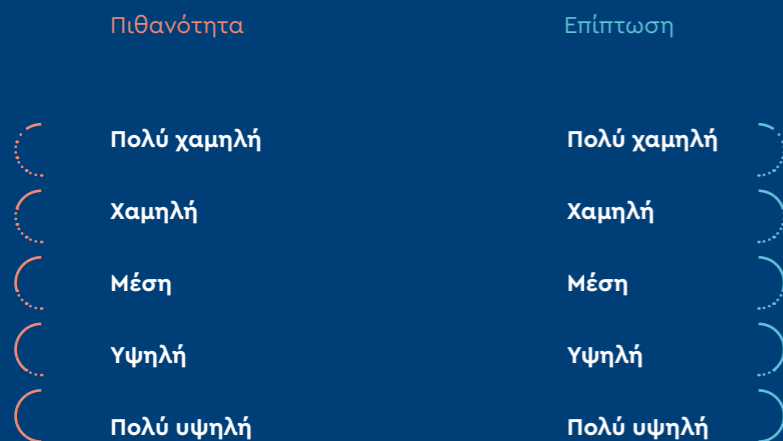 Πιθανότητα
Επίπτωση
Πολύ χαμηλή
Πολύ χαμηλή
Χαμηλή
Χαμηλή
Μέση
Μέση
Υψηλή
Υψηλή
Πολύ υψηλή
Πολύ υψηλή